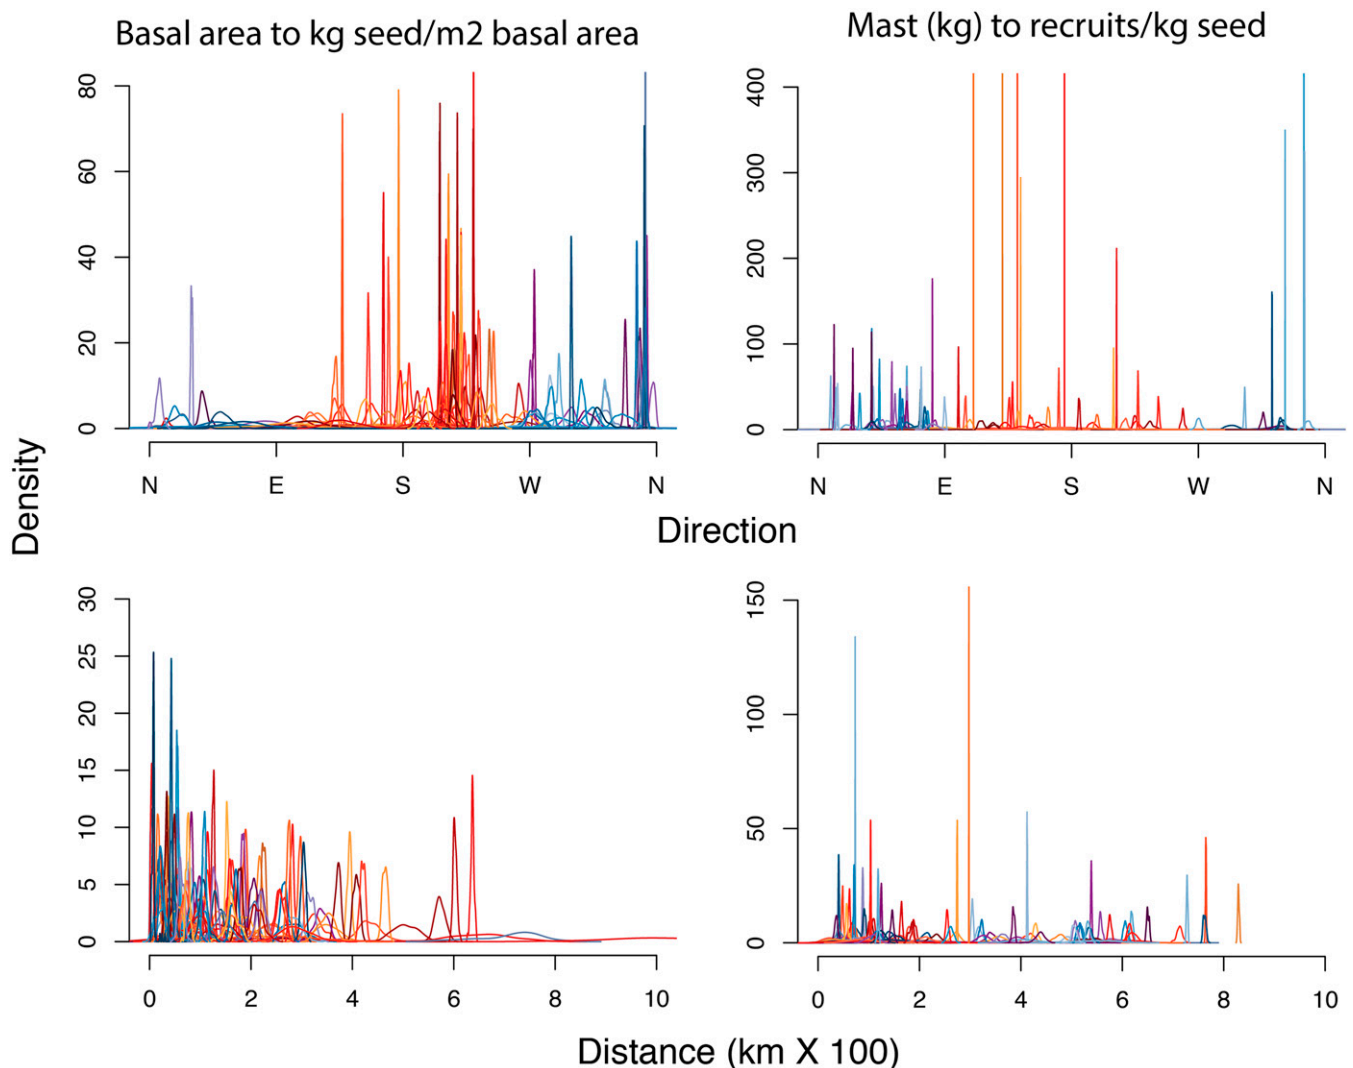 Basal area to kg seed/m2 basal area
Mast (kg) to recruits/kg seed
Density
80
60
40
20
0
N E S W N
400
300
200
100
0
N E S W N
Direction
30
25
20
15
10
5
0
0 2 4 6 8 10
150
100
50
0
0 2 4 6 8 10
Distance (km X 100)